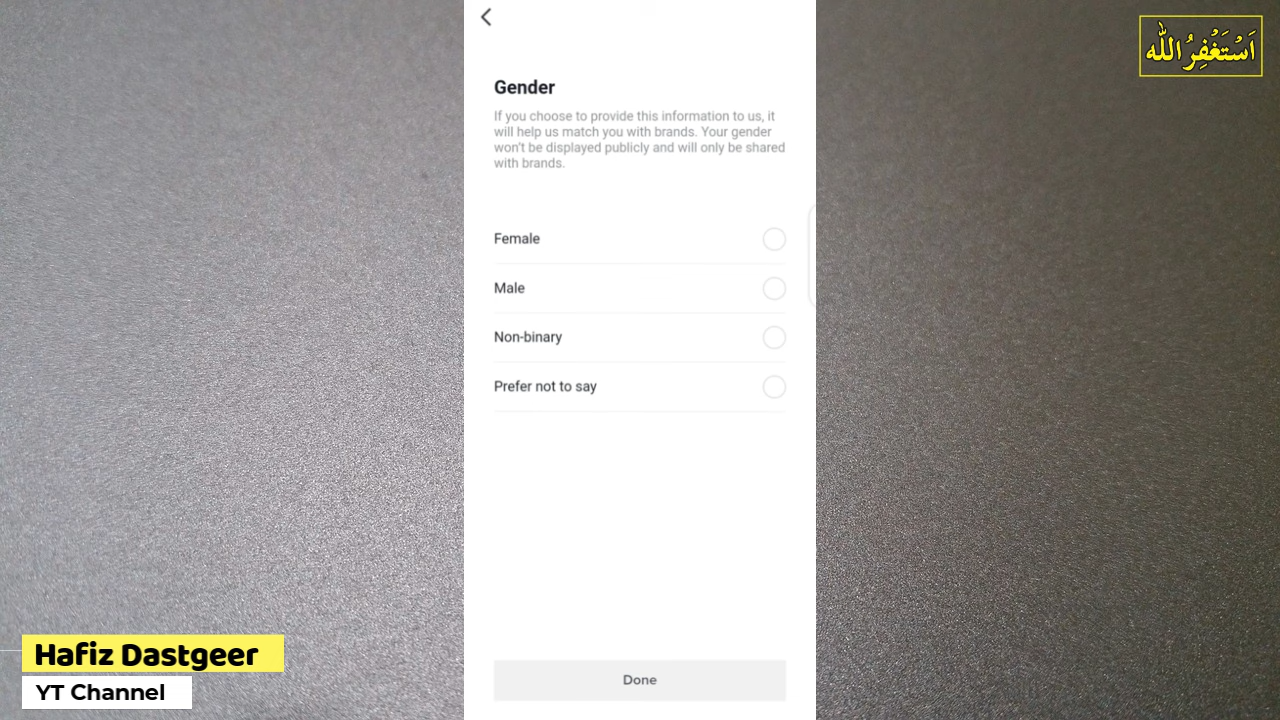 اَسْتَغْفِرُ اللّٰه
Gender
If you choose to provide this information to us, it
will help us match you with brands. Your gender
won't be displayed publicly and will only be shared
with brands.
Female
Male
Non-binary
Prefer not to say
Done
Hafiz Dastgeer
YT Channel